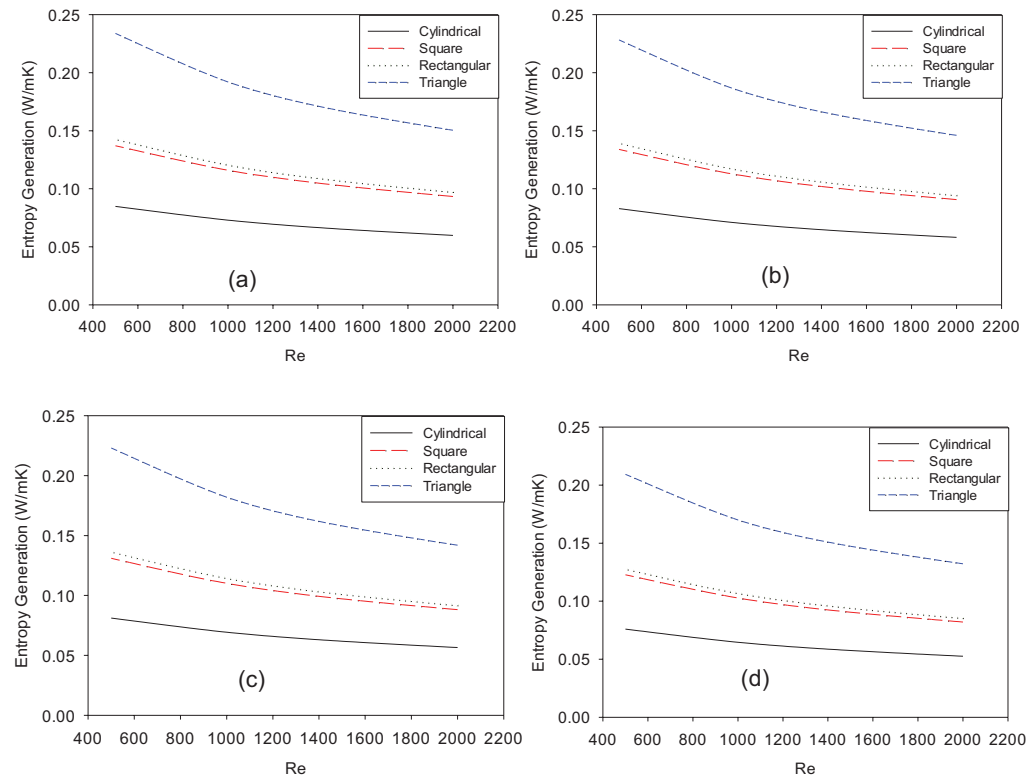 0.25
0.20
0.15
0.10
0.05
0.00
Entropy Generation (W/mK)
Cylindrical
Square
Rectangular
Triangle
(a)
400 600 800 1000 1200 1400 1600 1800 2000 2200
Re
0.25
0.20
0.15
0.10
0.05
0.00
Entropy Generation (W/mK)
Cylindrical
Square
Rectangular
Triangle
(b)
400 600 800 1000 1200 1400 1600 1800 2000 2200
Re
0.25
0.20
0.15
0.10
0.05
0.00
Entropy Generation (W/mK)
Cylindrical
Square
Rectangular
Triangle
(c)
400 600 800 1000 1200 1400 1600 1800 2000 2200
Re
0.25
0.20
0.15
0.10
0.05
0.00
Entropy Generation (W/mK)
Cylindrical
Square
Rectangular
Triangle
(d)
400 600 800 1000 1200 1400 1600 1800 2000 2200
Re